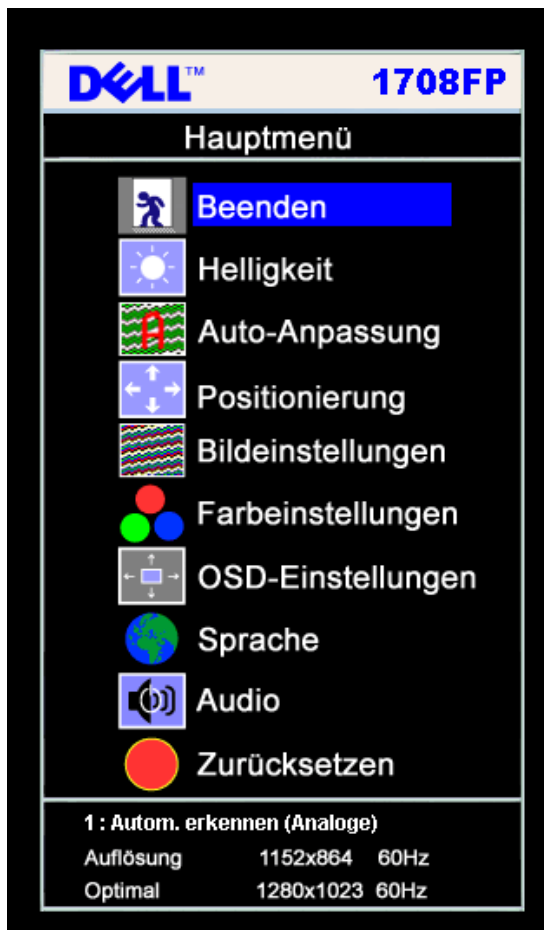 DELL™ 1708FP
Hauptmenü
Beenden
Helligkeit
Auto-Anpassung
Positionierung
Bildeinstellungen
Farbeinstellungen
OSD-Einstellungen
Sprache
Audio
Zurücksetzen
1 : Autom. erkennen (Analoge)
Auflösung 1152x864 60Hz
Optimal 1280x1023 60Hz